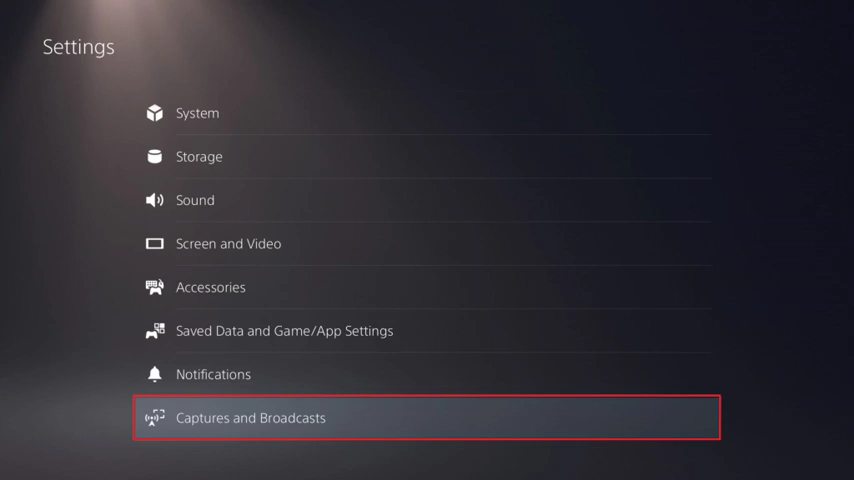 Settings
System
Storage
Sound
Screen and Video
Accessories
Saved Data and Game/App Settings
Notifications
Captures and Broadcasts